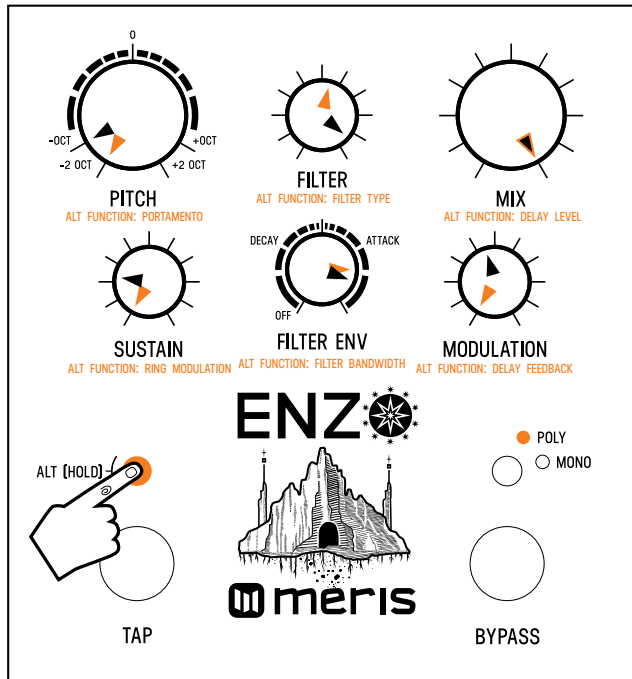 0
-OCT
+OCT
-2 OCT
+2 OCT
PITCH
ALT FUNCTION: PORTAMENTO
FILTER
ALT FUNCTION: FILTER TYPE
MIX
ALT FUNCTION: DELAY LEVEL
DECAY
ATTACK
OFF
SUSTAIN
ALT FUNCTION: RING MODULATION
FILTER ENV
ALT FUNCTION: FILTER BANDWIDTH
MODULATION
ALT FUNCTION: DELAY FEEDBACK
ENZO
POLY
MONO
ALT (HOLD)
meris
TAP
BYPASS